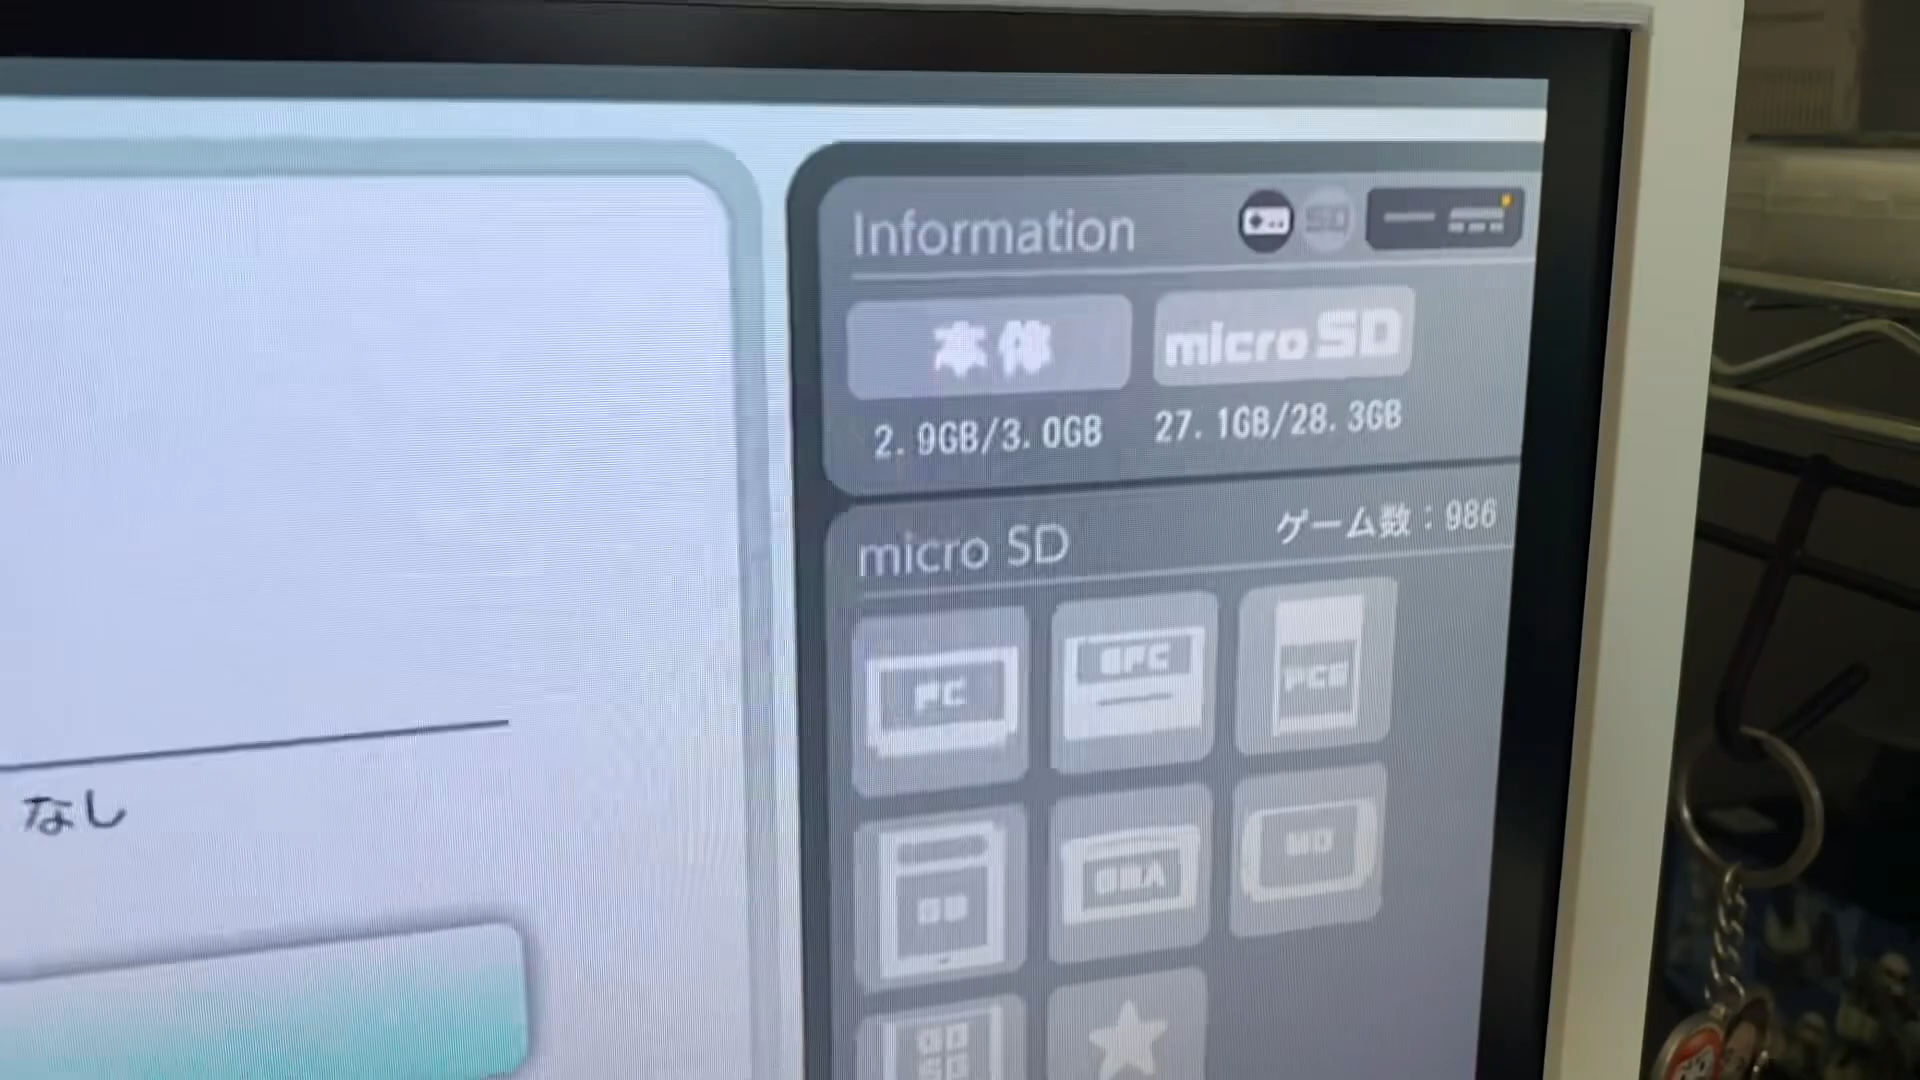 Information
SD
本体
micro SD
2.9GB/3.0GB
27.1GB/28.3GB
micro SD
ゲーム数:986
FC
SFC
PCE
GB
GBA
MD
なし